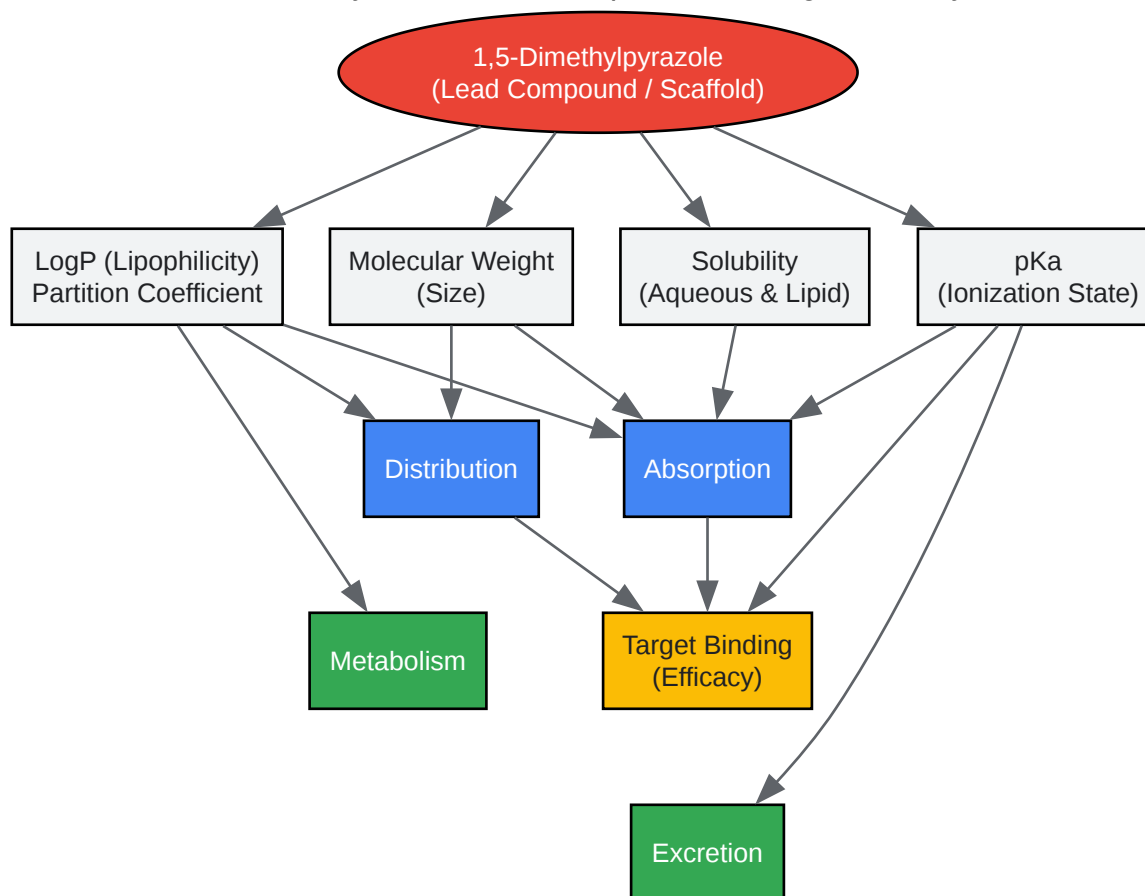 1,5-Dimethylpyrazole
(Lead Compound / Scaffold)
LogP (Lipophilicity)
Partition Coefficient
Molecular Weight
(Size)
Solubility
(Aqueous & Lipid)
pKa
(Ionization State)
Distribution
Absorption
Metabolism
Target Binding
(Efficacy)
Excretion